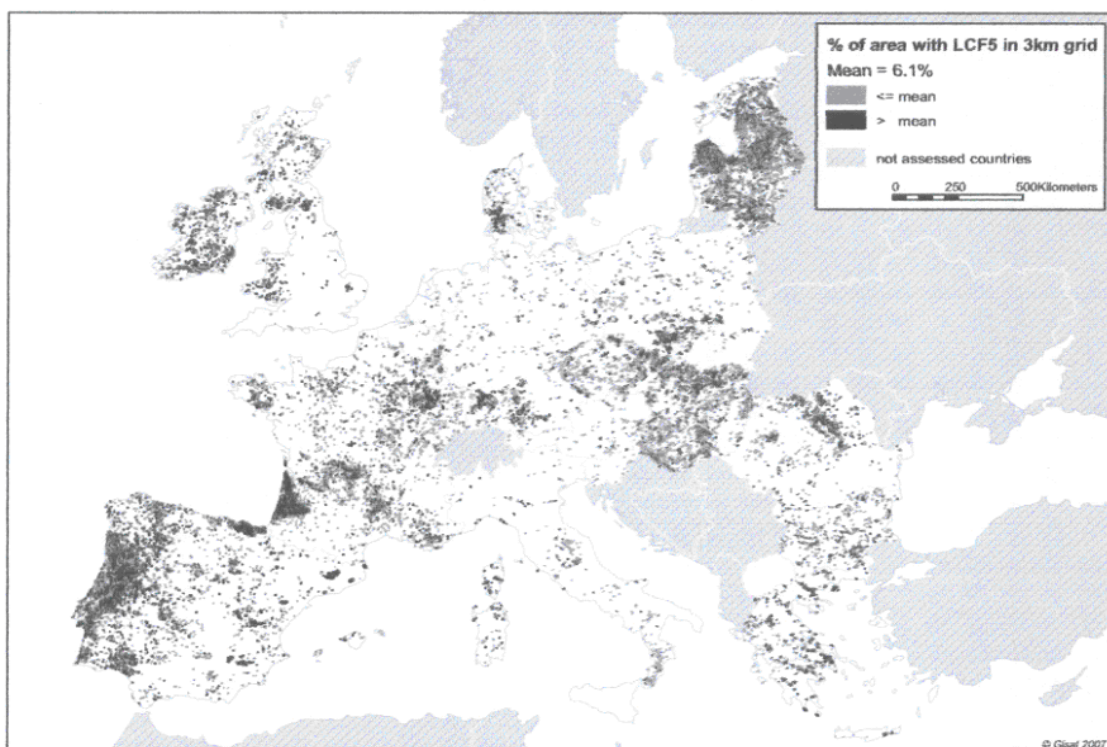 % of area with LCF5 in 3km grid
Mean = 6.1%
<= mean
> mean
not assessed countries
0 250 500Kilometers
© Gisat 2007